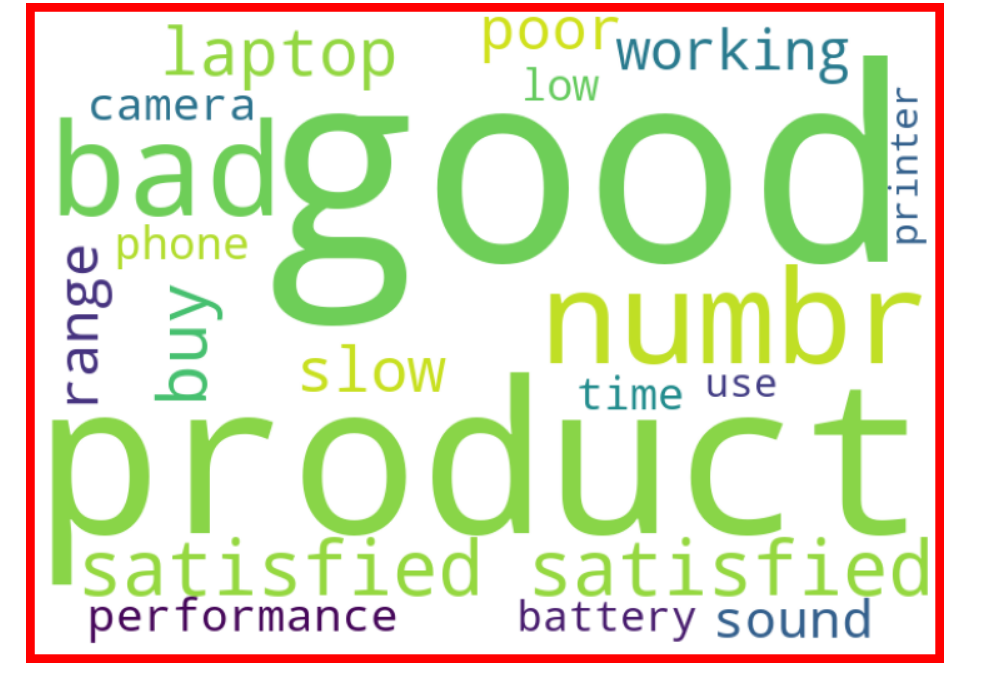 laptop
poor
working
camera
low
printer
bad
good
phone
range
buy
numbr
slow
time
use
product
satisfied satisfied
performance
battery
sound